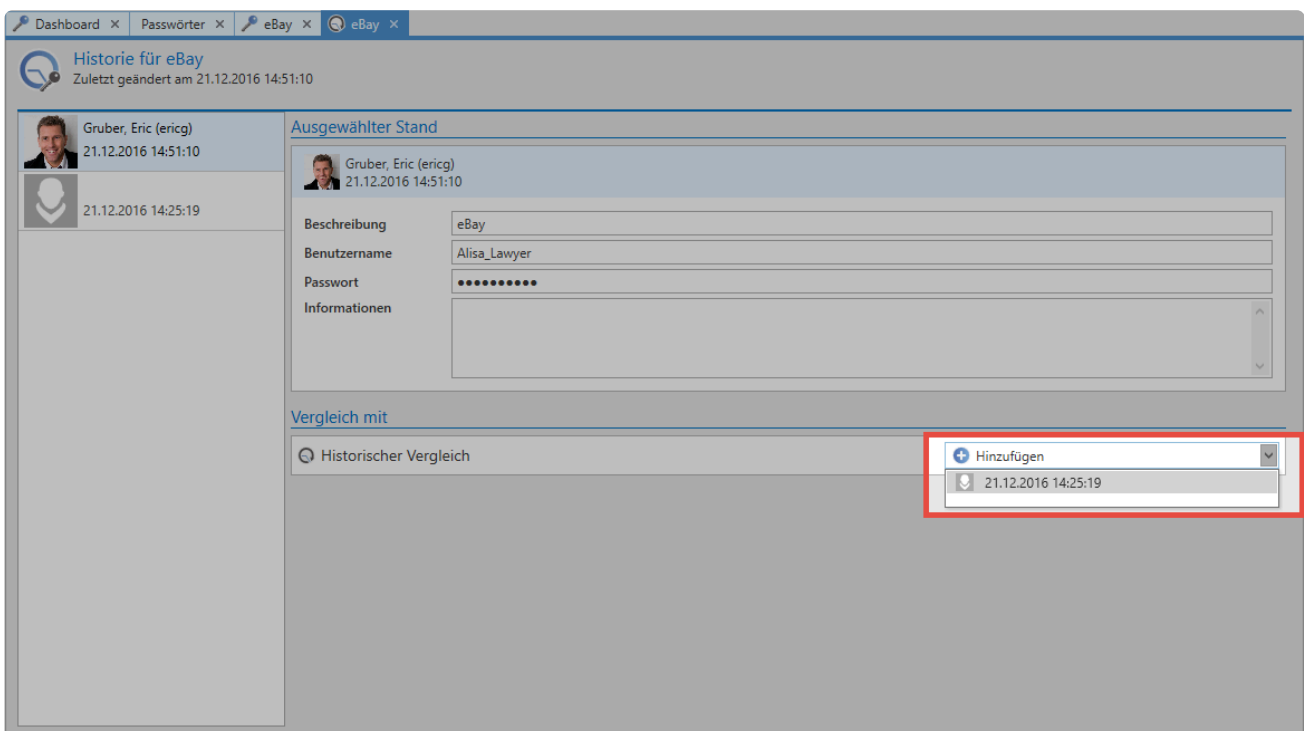 Dashboard Passwörter eBay eBay
Historie für eBay
Zuletzt geändert am 21.12.2016 14:51:10
Gruber, Eric (ericg)
21.12.2016 14:51:10
21.12.2016 14:25:19
Ausgewählter Stand
Gruber, Eric (ericg)
21.12.2016 14:51:10
Beschreibung eBay
Benutzername Alisa_Lawyer
Passwort ●●●●●●●●●●
Informationen
Vergleich mit
Historischer Vergleich Hinzufügen
21.12.2016 14:25:19